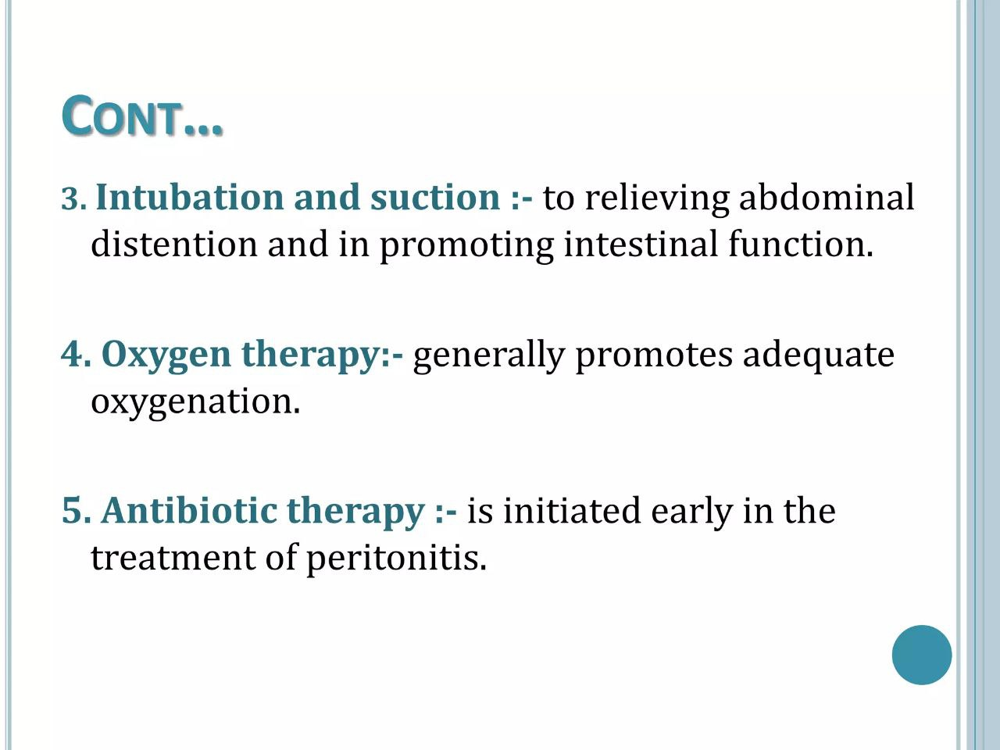 CONT…
3. Intubation and suction :- to relieving abdominal
distention and in promoting intestinal function.
4. Oxygen therapy:- generally promotes adequate
oxygenation.
5. Antibiotic therapy :- is initiated early in the
treatment of peritonitis.